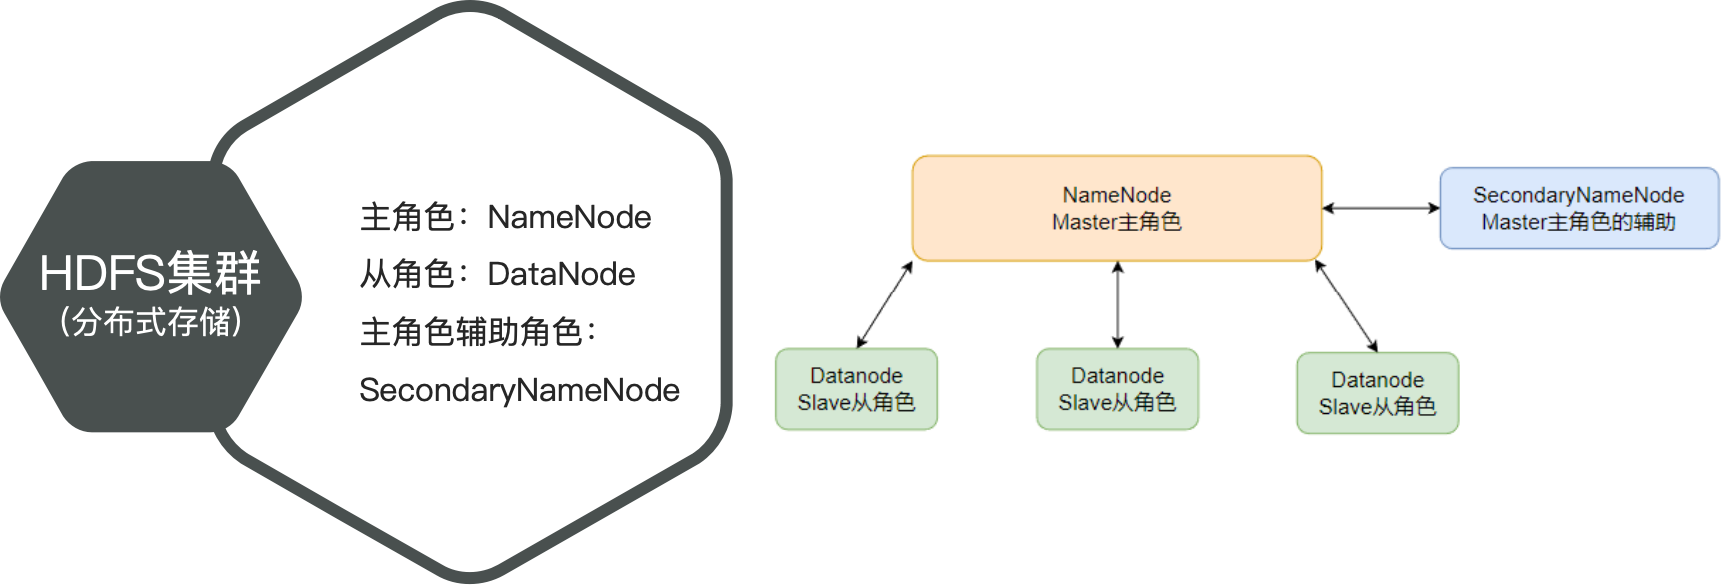 HDFS集群
(分布式存储)
主角色：NameNode
从角色：DataNode
主角色辅助角色：
SecondaryNameNode
NameNode
Master主角色
SecondaryNameNode
Master主角色的辅助
Datanode
Slave从角色
Datanode
Slave从角色
Datanode
Slave从角色